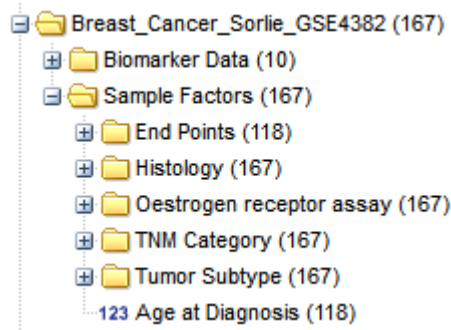 Breast_Cancer_Sorlie_GSE4382 (167)
Biomarker Data (10)
Sample Factors (167)
End Points (118)
Histology (167)
Oestrogen receptor assay (167)
TNM Category (167)
Tumor Subtype (167)
123 Age at Diagnosis (118)